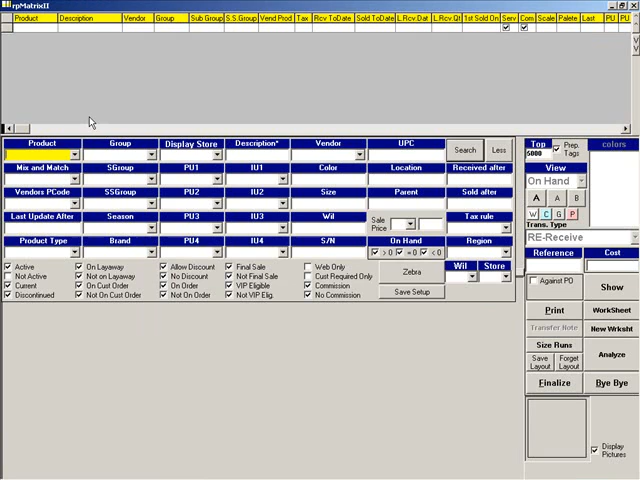 rpMatrixII
Product Description Vendor Group Sub Group S.S.Group Vend Prod Tax Rcv ToDate Sold ToDate L.Rcv.Dat L.Rcv.Qt 1st Sold On Serv Com Scale Palete Last PU PU
Product Group Display Store Description* Vendor UPC
Search Less
Mix and Match SGroup PU1 IU1 Color Location Received after
Vendors PCode SSGroup PU2 IU2 Size Parent Sold after
Last Update After Season PU3 IU3 Wil Sale Price Tax rule
Product Type Brand PU4 IU4 S/N On Hand Region
> 0 = 0 < 0
Active On Layaway Allow Discount Final Sale Web Only
Not Active Not on Layaway No Discount Not Final Sale Cust Required Only
Current On Cust Order On Order VIP Eligible Commission
Discontinued Not On Cust Order Not On Order Not VIP Elig. No Commission
Zebra
Save Setup
Wil Store
Top Prep. Tags colors
5000
View
On Hand
A A B
W C G P
Trans. Type
RE-Receive
Reference Cost
Against PO Show
Print WorkSheet
Transfer Note New Wrksht
Size Runs
Save Layout Forget Layout Analyze
Finalize Bye Bye
Display Pictures